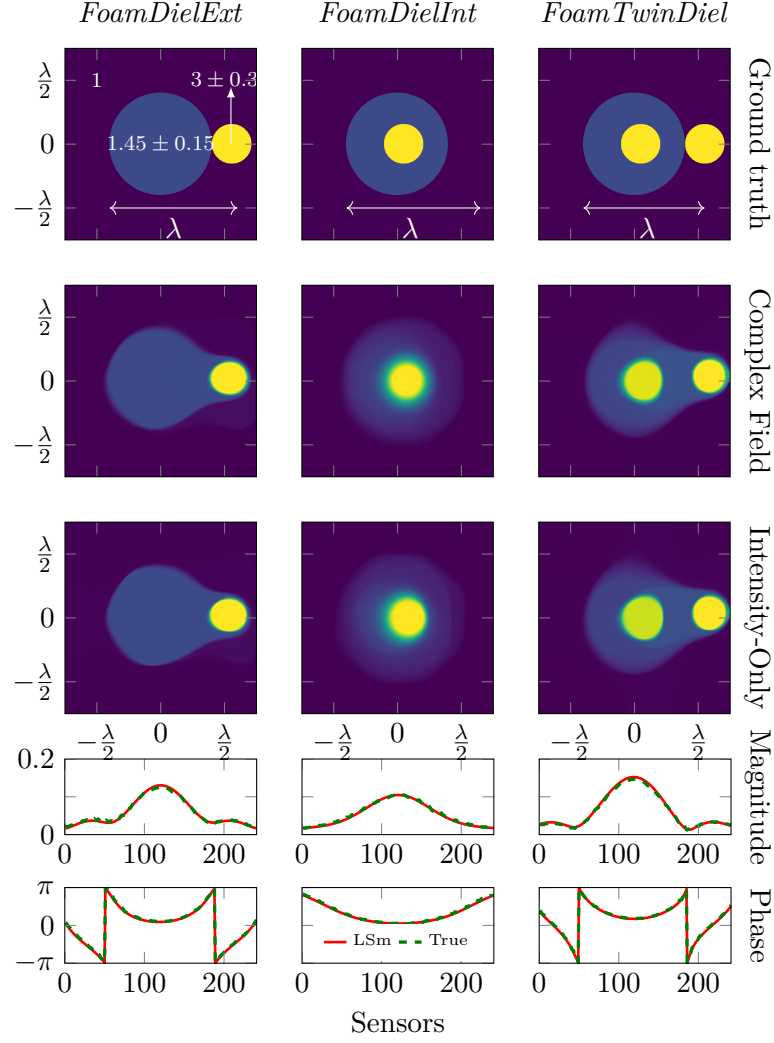 FoamDielExt FoamDielInt FoamTwinDiel
λ/2
0
−λ/2
1
3 ± 0.3
1.45 ± 0.15
λ
λ
λ
Ground truth
λ/2
0
−λ/2
Complex Field
λ/2
0
−λ/2
Intensity-Only
−λ/2 0 λ/2
−λ/2 0 λ/2
−λ/2 0 λ/2
0.2
0
0 100 200
0 100 200
0 100 200
Magnitude
π
0
−π
LSm True
0 100 200
0 100 200
0 100 200
Phase
Sensors